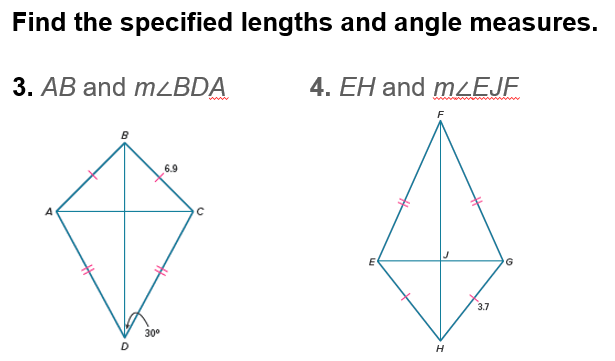 Find the specified lengths and angle measures.
3. AB and m∠BDA
4. EH and m∠EJF
B
6.9
A
C
30º
D
F
E
J
G
3.7
H